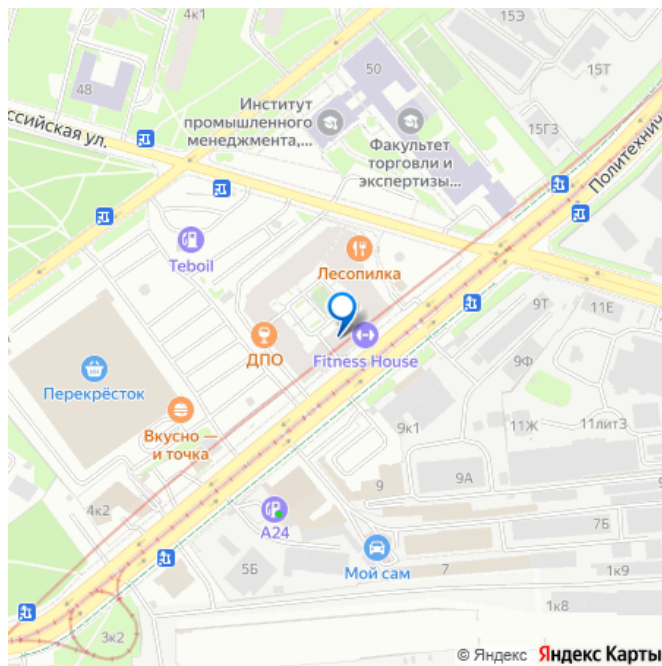 4к1
15Э
15Т
50
48
Институт
промышленного
менеджмента,...
Факультет
торговли и
экспертизы...
15Г3
ссийская ул.
Политехнич
Teboil
Лесопилка
9Т
11Е
ДПО
Fitness House
9Ф
Перекрёсток
Вкусно —
и точка
9к1
11Ж
11лит3
4к2
9
9А
А24
7Б
5Б
Мой сам
7
1к9
1к8
3к2
© Яндекс Яндекс Карты